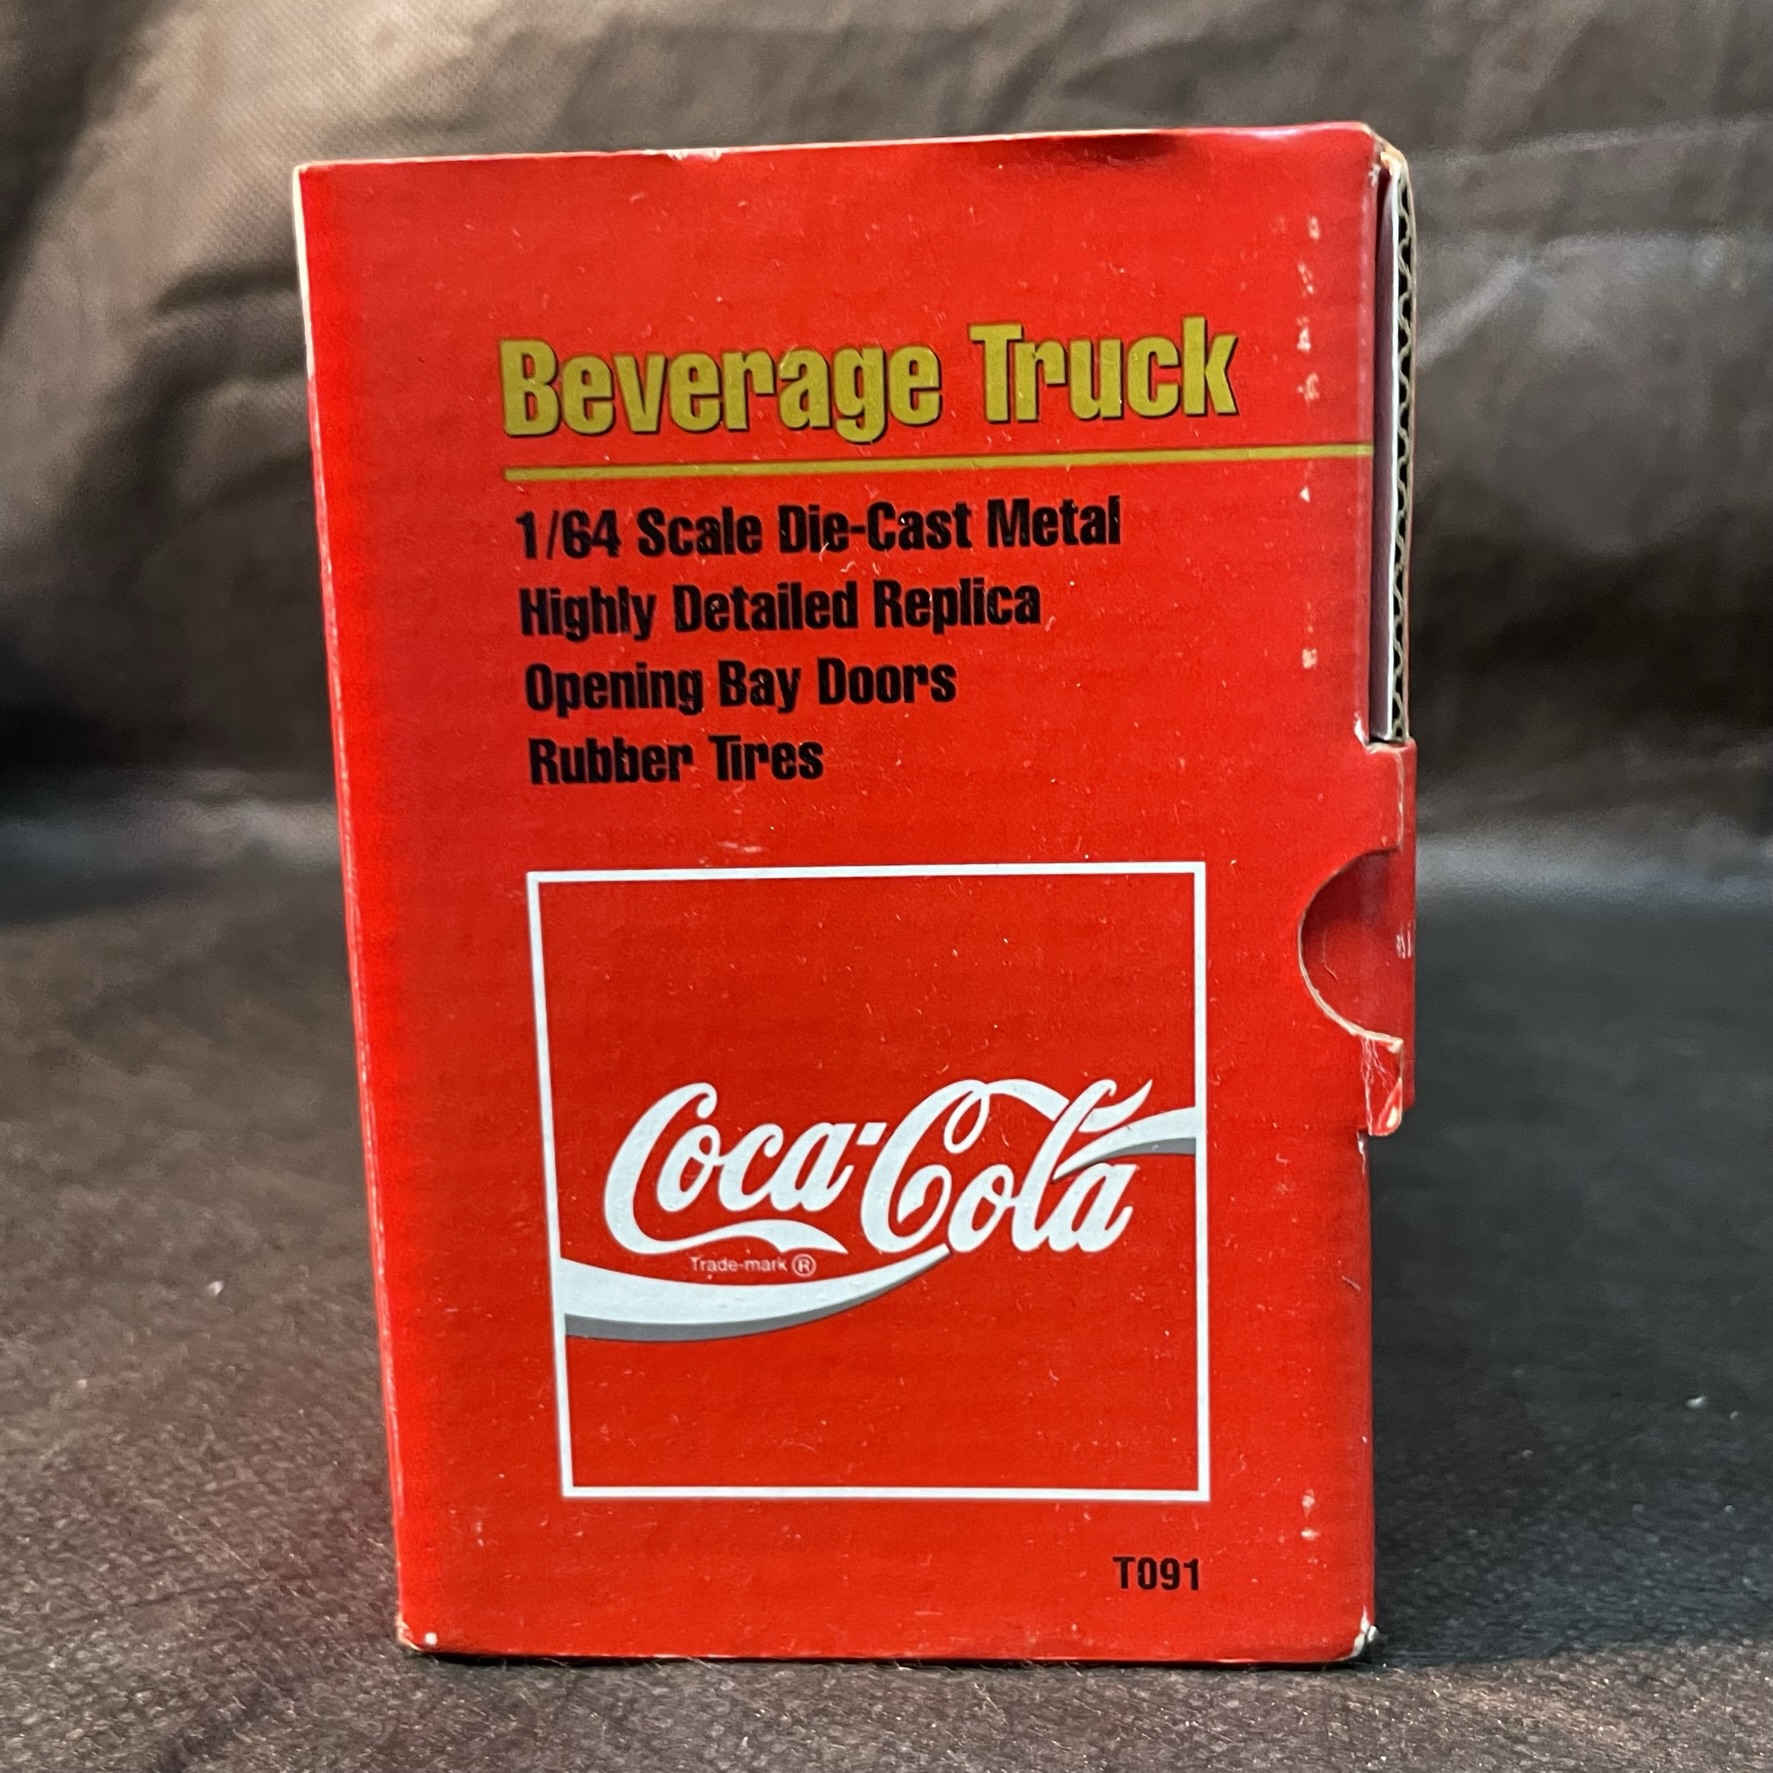 Beverage Truck
1/64 Scale Die-Cast Metal
Highly Detailed Replica
Opening Bay Doors
Rubber Tires
Coca-Cola
Trade-mark ®
T091